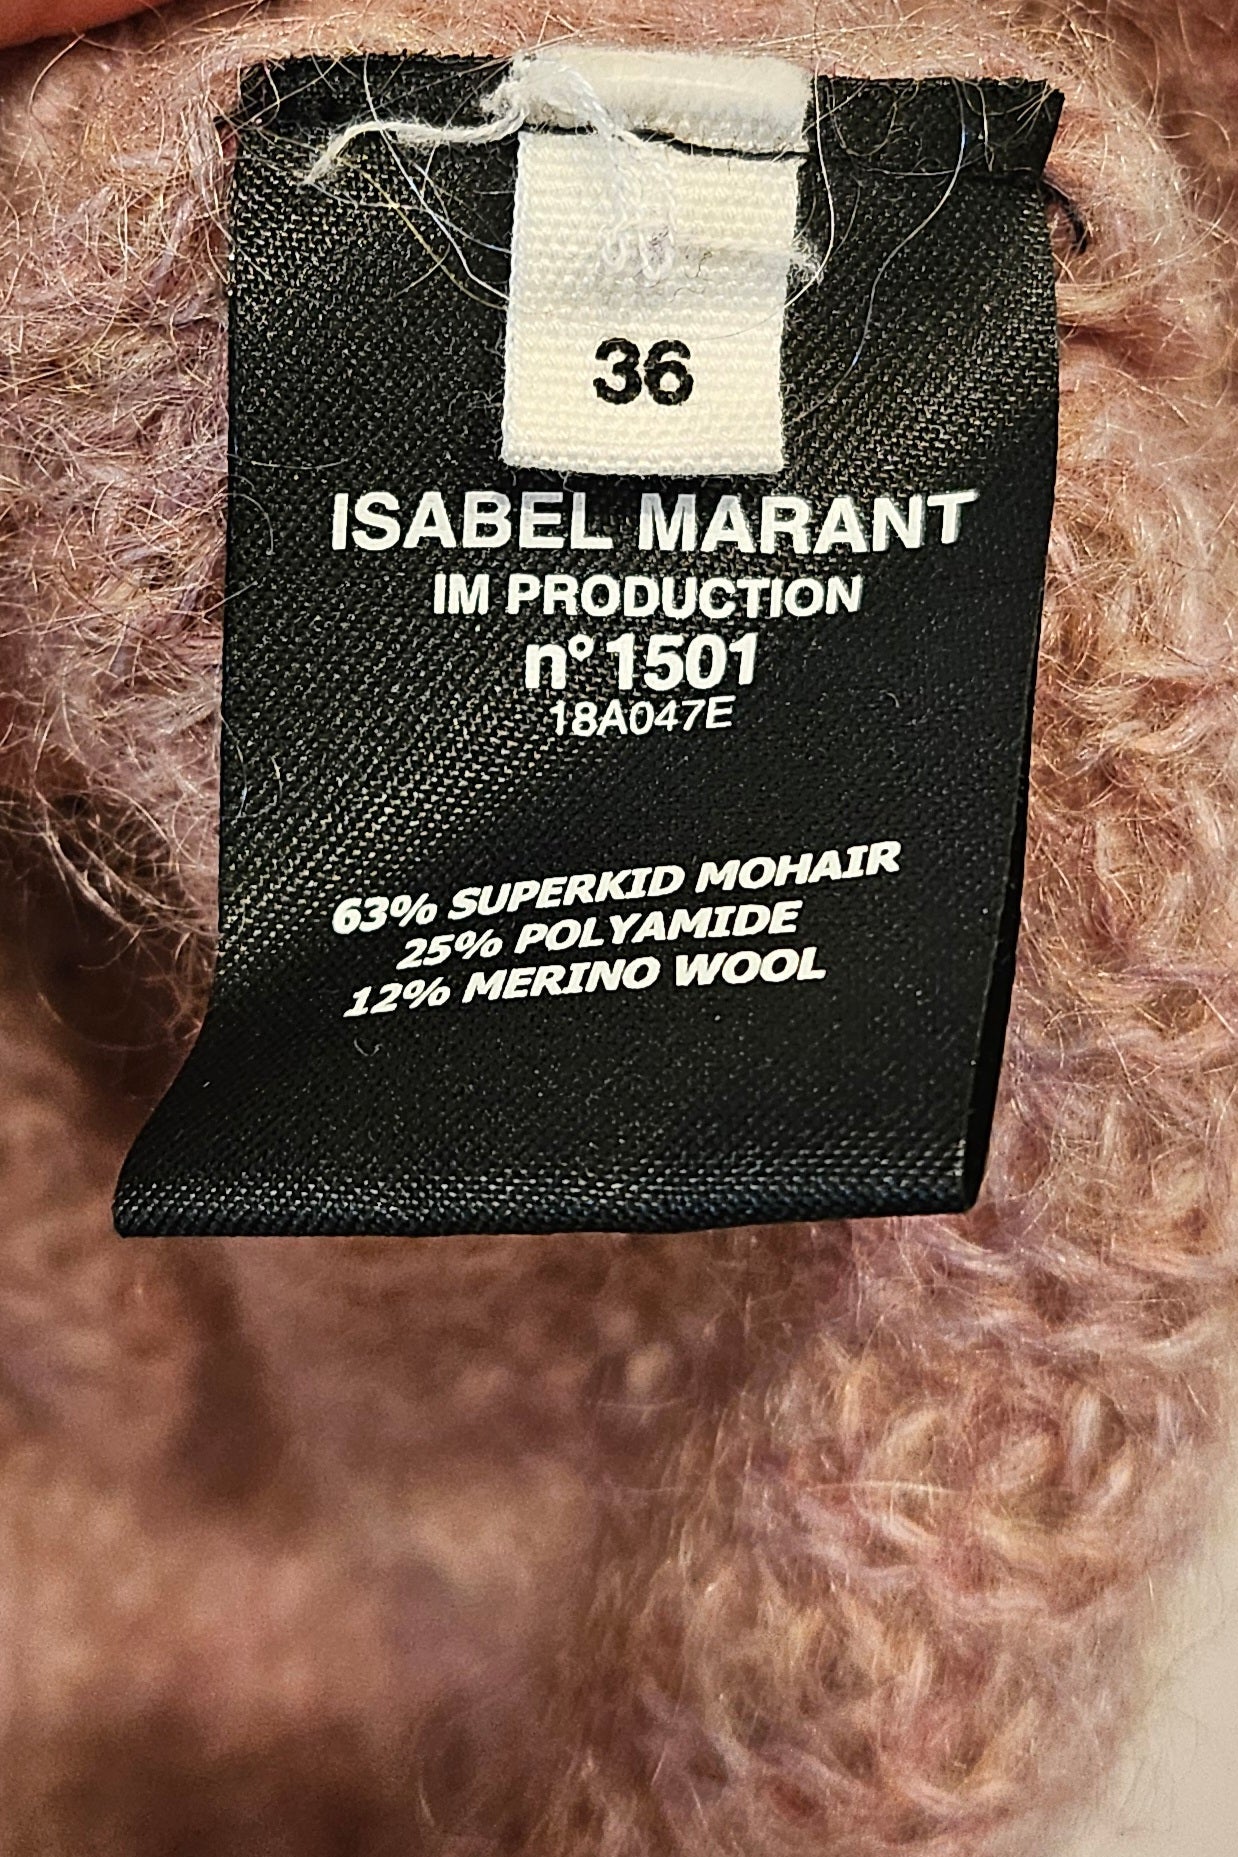 36
ISABEL MARANT
IM PRODUCTION
n° 1501
18A047E
63% SUPERKID MOHAIR
25% POLYAMIDE
12% MERINO WOOL